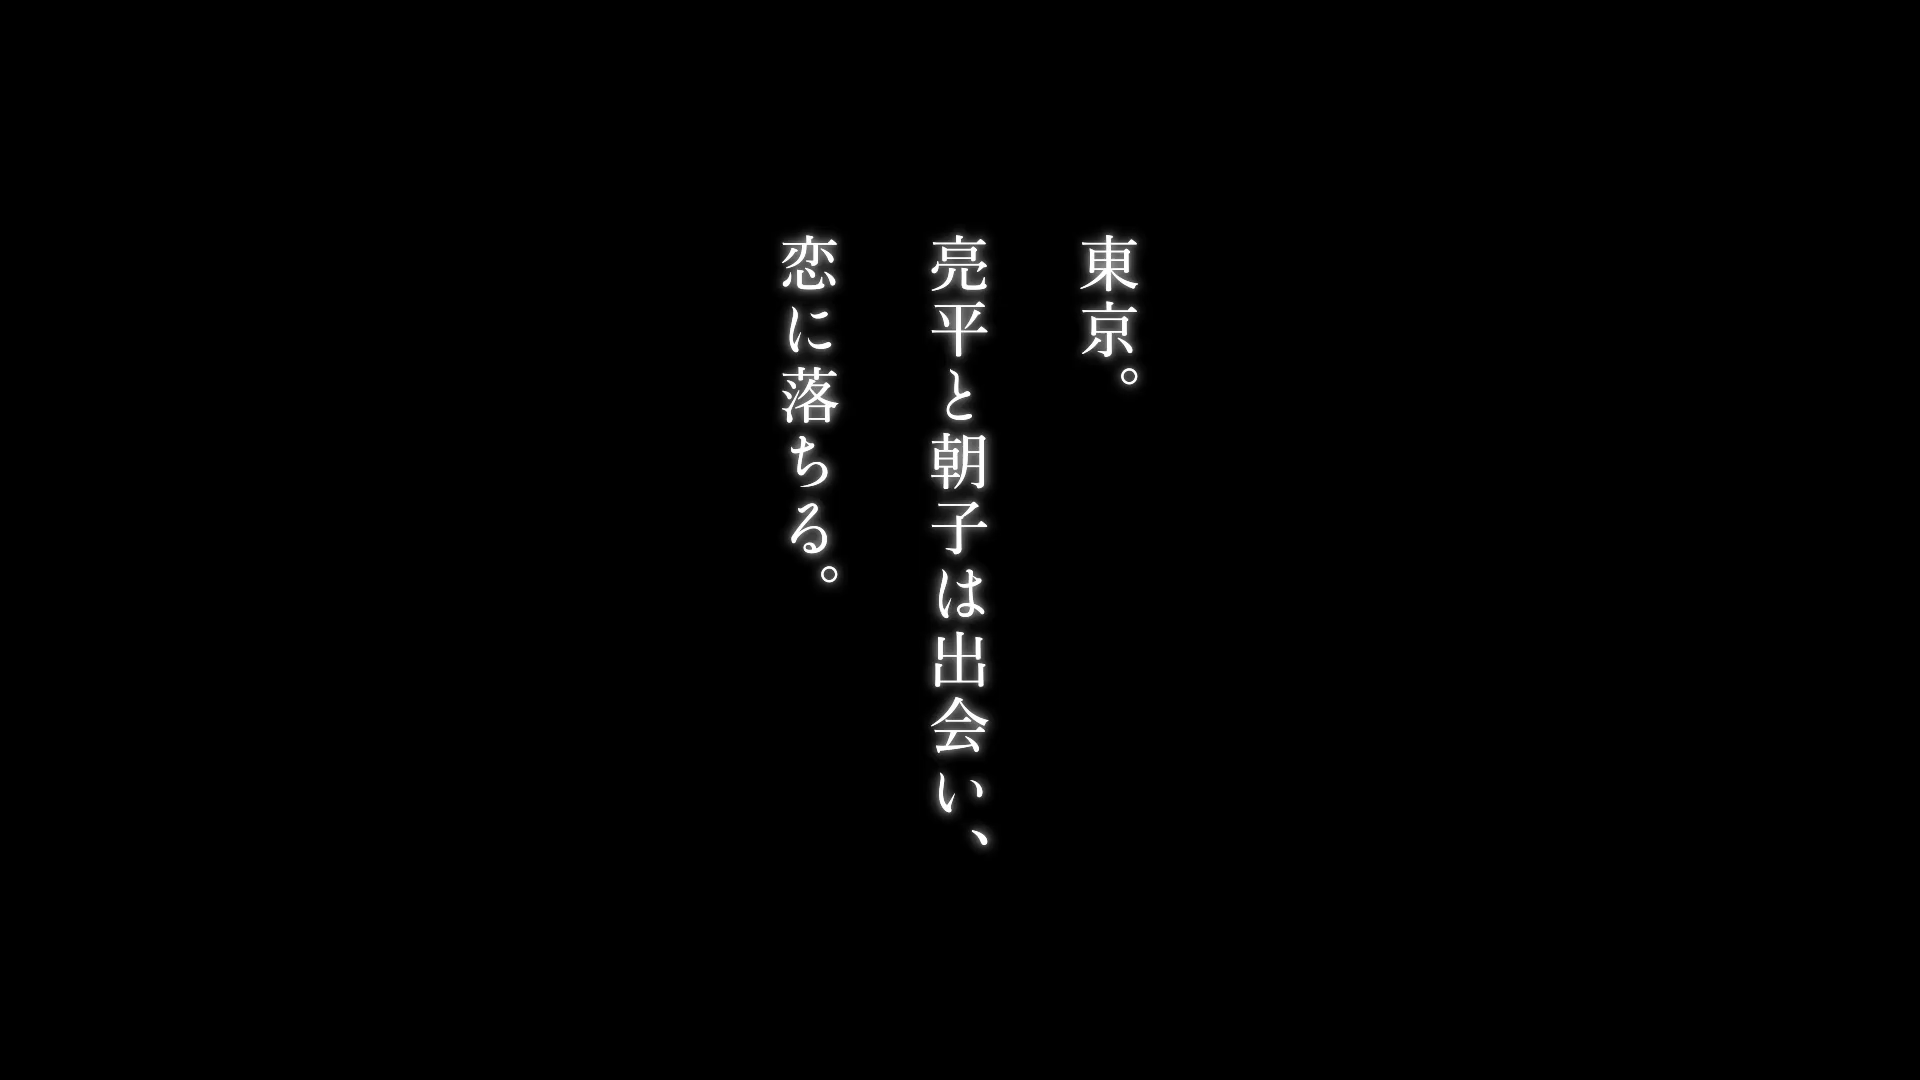 東京。
亮平と朝子は出会い、
恋に落ちる。